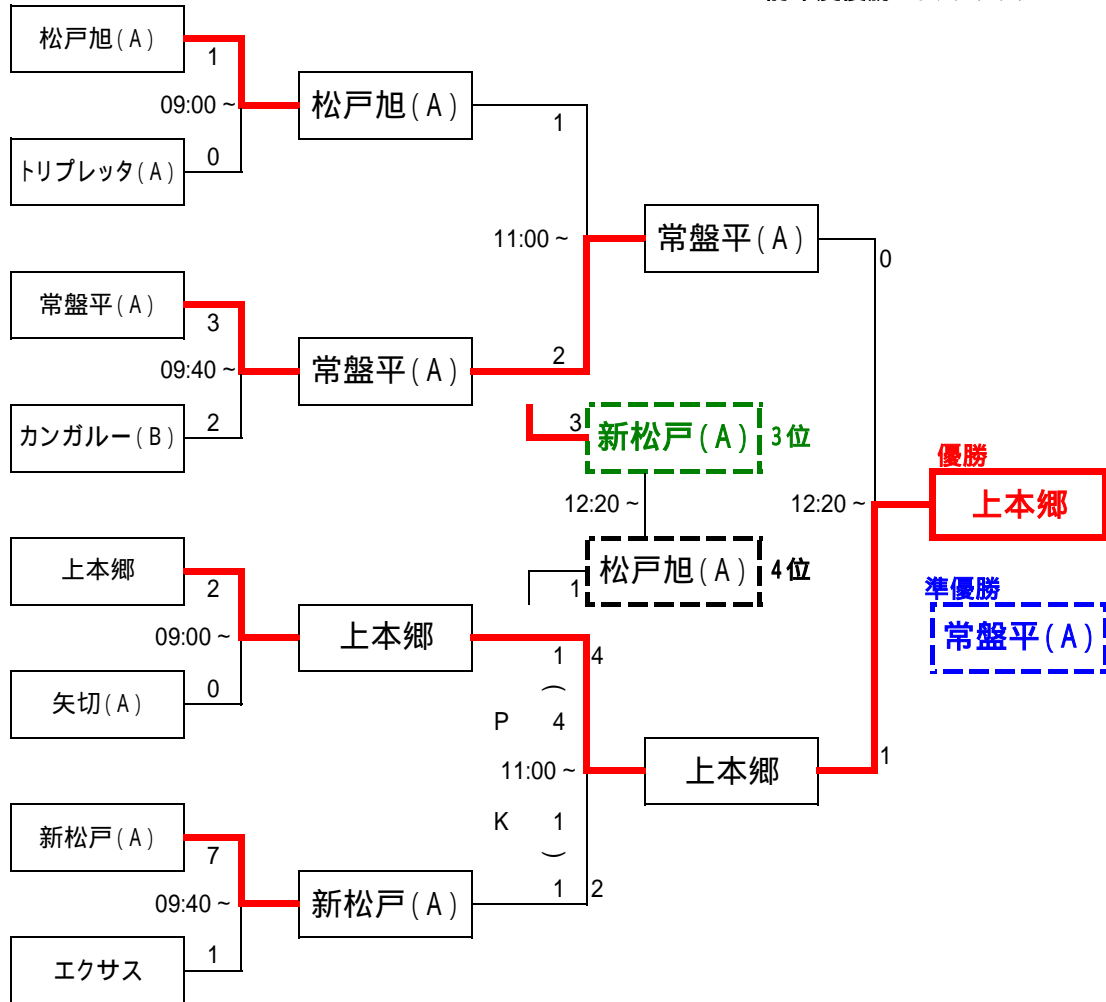 松戸旭(A)
1
09:00 ~
松戸旭(A)
1
0
トリプレッタ(A)
11:00 ~
常盤平(A)
0
常盤平(A)
3
09:40 ~
常盤平(A)
2
2
カンガルー(B)
3
新松戸(A)
3位
12:20 ~
12:20 ~
優勝
上本郷
上本郷
2
松戸旭(A)
4位
1
準優勝
常盤平(A)
09:00 ~
上本郷
1
4
0
矢切(A)
(
P 4
11:00 ~
上本郷
1
K 1
)
新松戸(A)
7
09:40 ~
新松戸(A)
1
2
1
エクサス